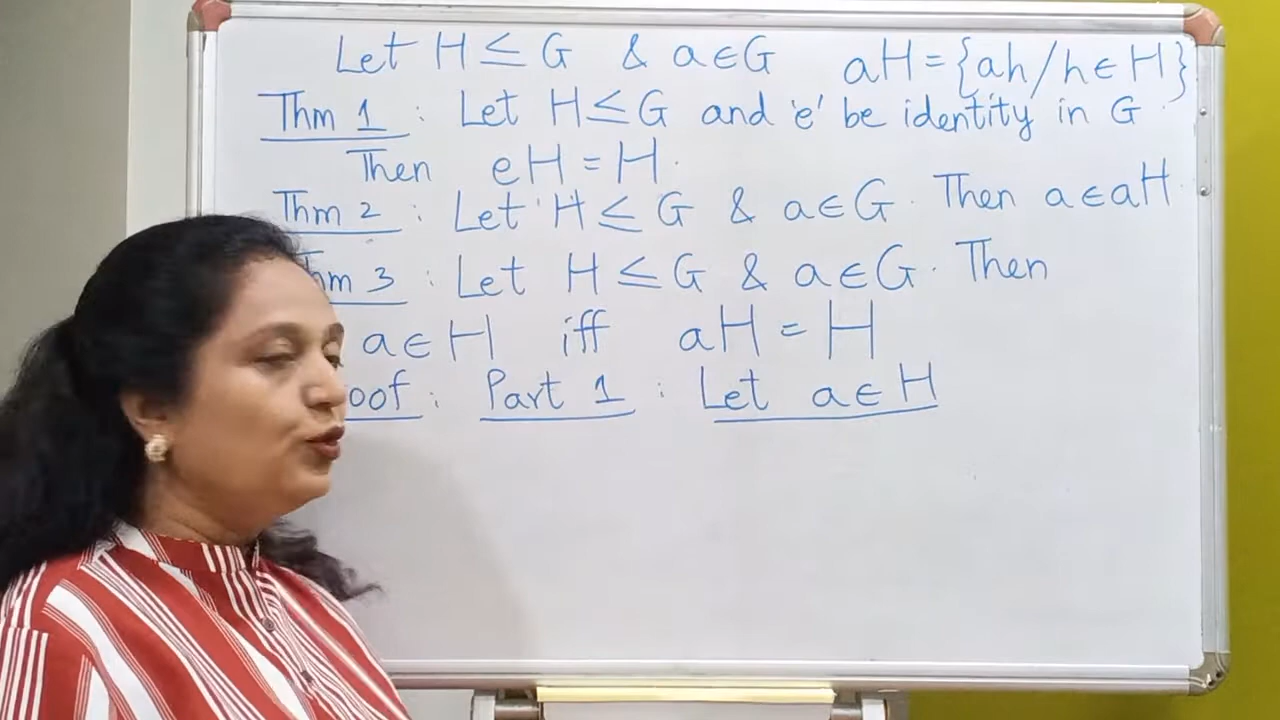 Let H ≤ G & a∈G aH = {ah / h∈H}
Thm 1 : Let H≤G and 'e' be identity in G.
Then eH = H.
Thm 2 : Let H ≤ G & a∈G. Then a∈aH.
hm 3 : Let H ≤ G & a∈G. Then
a∈H iff aH = H
oof : Part 1 : Let a∈H